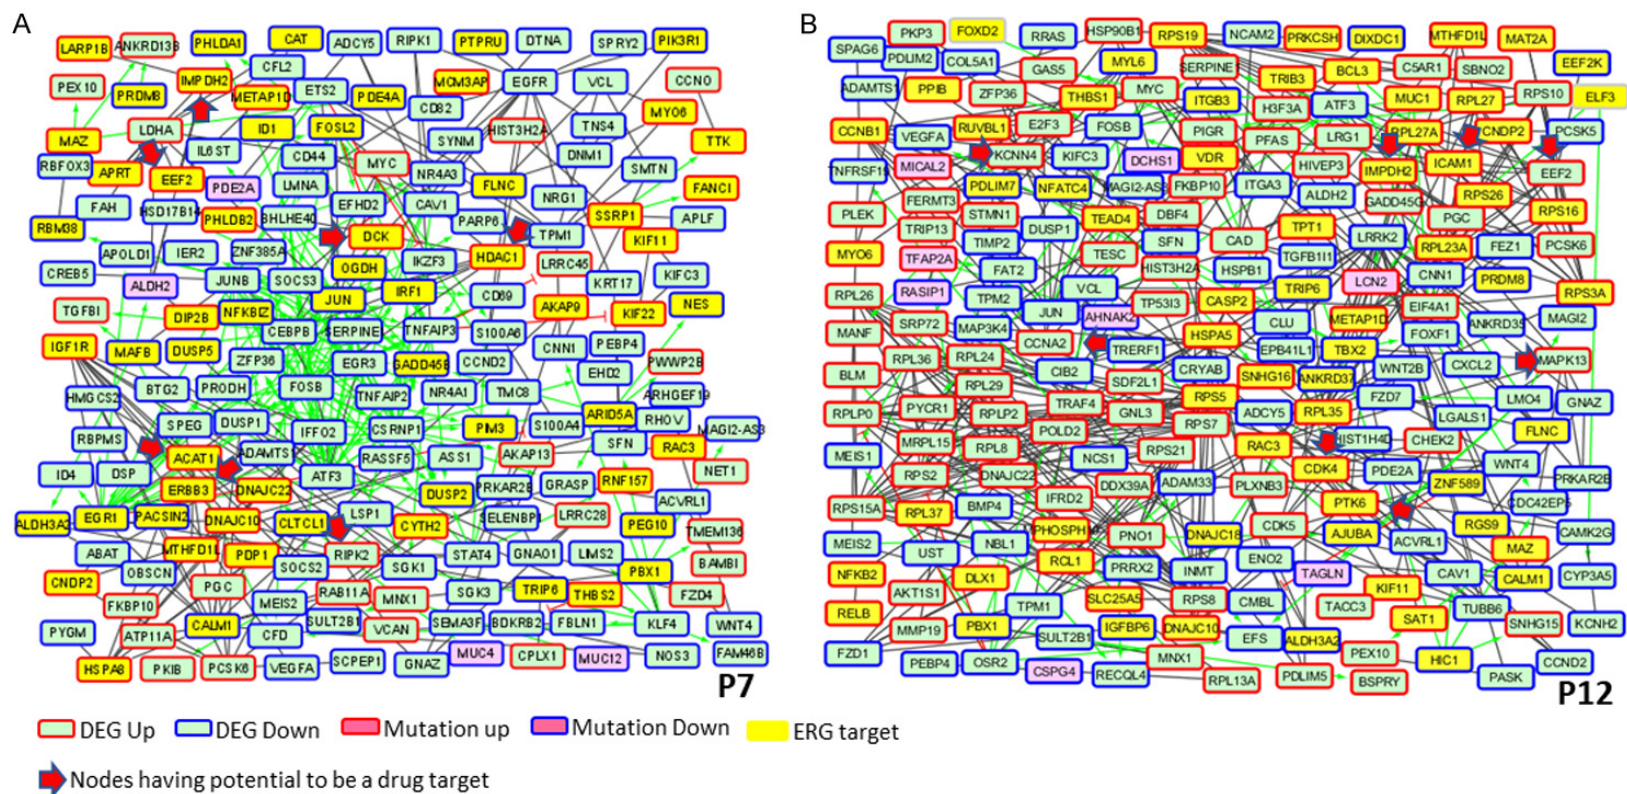 A
LARP1B ANKRD13B PHLDA1 CAT ADCY5 RIPK1 PTPRU DTNA SPRY2 PIK3R1
PEX10 IMPDH2 CFL2 MCM3AP EGFR VCL CCNO
PRDM8 METAP1D ETS2 PDE4A CD82 MYO6
MAZ LDHA ID1 FOSL2 SYNM HIST3H2A TNS4 TTK
RBFOX3 APRT IL6ST CD44 MYC NR4A3 DNM1 SMTN
EEF2 PDE2A LMNA FLNC NRG1 FANCI
FAH HSD17B14 PHLDB2 BHLHE40 EFHD2 CAV1 PARP6 SSRP1 APLF
RBM38 DCK TPM1 KIF11
APOLD1 IER2 ZNF385A OGDH IKZF3 HDAC1 LRRC45
CREB5 ALDH2 JUNB SOCS3 JUN IRF1 CD69 KRT17 KIFC3
TGFBI DIP2B NFKBIZ CEBPB SERPINE TNFAIP3 S100A6 AKAP9 KIF22 NES
IGF1R MAFB DUSP5 ZFP36 EGR3 GADD45B CCND2 CNN1 PEBP4 PWWP2B
HMGCS2 BTG2 PRODH FOSB TNFAIP2 NR4A1 TMC8 EHD2 ARHGEF19
RBPMS SPEG DUSP1 IFFO2 CSRNP1 PIM3 S100A4 ARID5A RHOV MAGI2-AS3
ACAT1 ADAMTS1 RASSF5 ASS1 AKAP13 SFN RAC3
ID4 DSP ATF3 NET1
ERBB3 DNAJC22 DUSP2 PRKAR2B GRASP RNF157 ACVRL1
ALDH3A2 EGR1 PACSIN2 DNAJC10 CLTCL1 LSP1 CYTH2 SELENBP1 LRRC28 PEG10 TMEM136
ABAT MTHFD1L PDP1 RIPK2 STAT4 GNAO1 LIMS2 BAMBI
CNDP2 OBSCN PGC SOCS2 SGK1 PBX1
FKBP10 MEIS2 RAB11A MNX1 SGK3 TRIP6 THBS2 FZD4
PYGM ATP11A CALM1 CFD SULT2B1 VCAN SEMA3F BDKRB2 FBLN1 KLF4 WNT4
HSPA8 PKIB PCSK6 VEGFA SCPEP1 GNAZ MUC4 CPLX1 MUC12 NOS3 FAM46B
P7
B
PKP3 FOXD2 RRAS HSP90B1 RPS19 NCAM2 PRKCSH DIXDC1 MTHFD1L MAT2A
SPAG6 PDLIM2 COL5A1 GAS5 MYL6 SERPINE TRIB3 BCL3 C5AR1 SBNO2 EEF2K
ADAMTS1 PPIB ZFP36 THBS1 MYC ITGB3 H3F3A ATF3 MUC1 RPL27 RPS10 ELF3
CCNB1 VEGFA RUVBL1 E2F3 FOSB PIGR PFAS LRG1 RPL27A CNDP2 PCSK5
TNFRSF19 MICAL2 KCNN4 KIFC3 DCHS1 VDR HIVEP3 IMPDH2 ICAM1 EEF2
PDLIM7 NFATC4 MAGI2-AS3 FKBP10 ITGA3 ALDH2 GADD45G RPS26
PLEK FERMT3 STMN1 TEAD4 DBF4 PGC RPS16
TRIP13 TIMP2 DUSP1 SFN CAD TPT1 LRRK2 RPL23A FEZ1 PCSK6
MYO6 TFAP2A FAT2 TESC HIST3H2A HSPB1 TGFB1I1 CNN1 PRDM8
RPL26 RASIP1 TPM2 VCL TP53I3 CASP2 TRIP6 LCN2 EIF4A1 RPS3A
MANF SRP72 MAP3K4 JUN AHNAK2 HSPA5 CLU METAP1D FOXF1 ANKRD35 MAGI2
BLM RPL36 RPL24 CCNA2 TRERF1 EPB41L1 TBX2 MAPK13
RPL29 CIB2 SDF2L1 CRYAB SNHG16 ANKRD37 WNT2B CXCL2
RPLP0 PYCR1 RPLP2 TRAF4 GNL3 RPS5 ADCY5 RPL35 FZD7 LGALS1 LMO4 GNAZ
MRPL15 RPL8 POLD2 RPS7 RAC3 HIST1H4D CHEK2 FLNC
MEIS1 RPS2 DNAJC22 NCS1 RPS21 CDK4 PDE2A WNT4 PRKAR2B
RPS15A RPL37 BMP4 IFRD2 DDX39A ADAM33 PLXNB3 PTK6 ZNF589 CDC42EP5
MEIS2 UST NBL1 MPHOSPH PNO1 DNAJC18 CDK5 AJUBA ACVRL1 RGS9 CAMK2G
NFKB2 DLX1 RCL1 PRRX2 INMT ENO2 TAGLN CAV1 MAZ CYP3A5
RELB AKT1S1 TPM1 SLC25A5 RPS8 CMBL TACC3 KIF11 TUBB6 CALM1
MMP19 PBX1 SULT2B1 IGFBP6 DNAJC10 EFS ALDH3A2 SAT1 SNHG15 KCNH2
FZD1 PEBP4 OSR2 CSPG4 RECQL4 MNX1 RPL13A PDLIM5 PEX10 BSPRY HIC1 PASK CCND2
P12
DEG Up DEG Down Mutation up Mutation Down ERG target
Nodes having potential to be a drug target